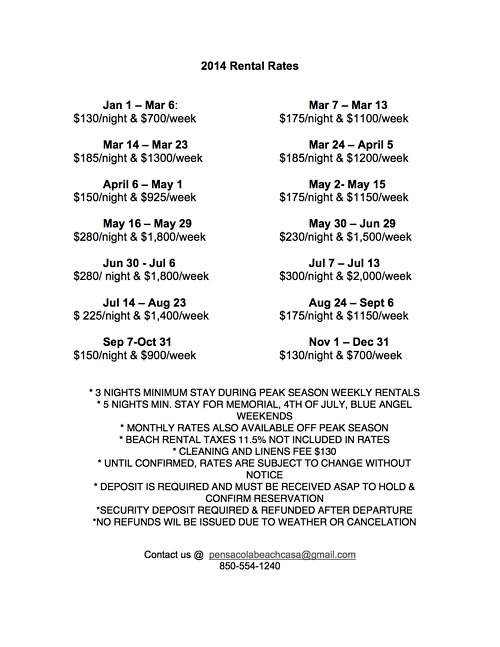 2014 Rental Rates
Jan 1 – Mar 6:
$130/night & $700/week
Mar 7 – Mar 13
$175/night & $1100/week
Mar 14 – Mar 23
$185/night & $1300/week
Mar 24 – April 5
$185/night & $1200/week
April 6 – May 1
$150/night & $925/week
May 2- May 15
$175/night & $1150/week
May 16 – May 29
$280/night & $1,800/week
May 30 – Jun 29
$230/night & $1,500/week
Jun 30 - Jul 6
$280/ night & $1,800/week
Jul 7 – Jul 13
$300/night & $2,000/week
Jul 14 – Aug 23
$ 225/night & $1,400/week
Aug 24 – Sept 6
$175/night & $1150/week
Sep 7-Oct 31
$150/night & $900/week
Nov 1 – Dec 31
$130/night & $700/week
* 3 NIGHTS MINIMUM STAY DURING PEAK SEASON WEEKLY RENTALS
* 5 NIGHTS MIN. STAY FOR MEMORIAL, 4TH OF JULY, BLUE ANGEL
WEEKENDS
* MONTHLY RATES ALSO AVAILABLE OFF PEAK SEASON
* BEACH RENTAL TAXES 11.5% NOT INCLUDED IN RATES
* CLEANING AND LINENS FEE $130
* UNTIL CONFIRMED, RATES ARE SUBJECT TO CHANGE WITHOUT
NOTICE
* DEPOSIT IS REQUIRED AND MUST BE RECEIVED ASAP TO HOLD &
CONFIRM RESERVATION
*SECURITY DEPOSIT REQUIRED & REFUNDED AFTER DEPARTURE
*NO REFUNDS WIL BE ISSUED DUE TO WEATHER OR CANCELATION
Contact us @ pensacolabeachcasa@gmail.com
850-554-1240